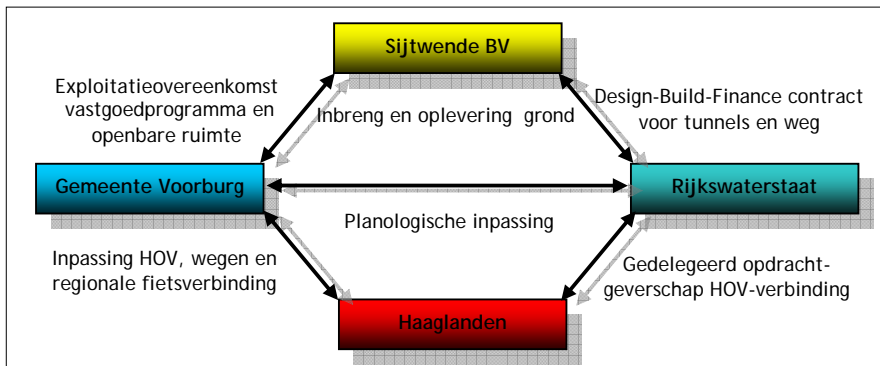 Sijtwende BV
Exploitatieovereenkomst
vastgoedprogramma en
openbare ruimte
Inbreng en oplevering grond
Design-Build-Finance contract
voor tunnels en weg
Gemeente Voorburg
Rijkswaterstaat
Planologische inpassing
Inpassing HOV, wegen en
regionale fietsverbinding
Gedelegeerd opdracht-
geverschap HOV-verbinding
Haaglanden